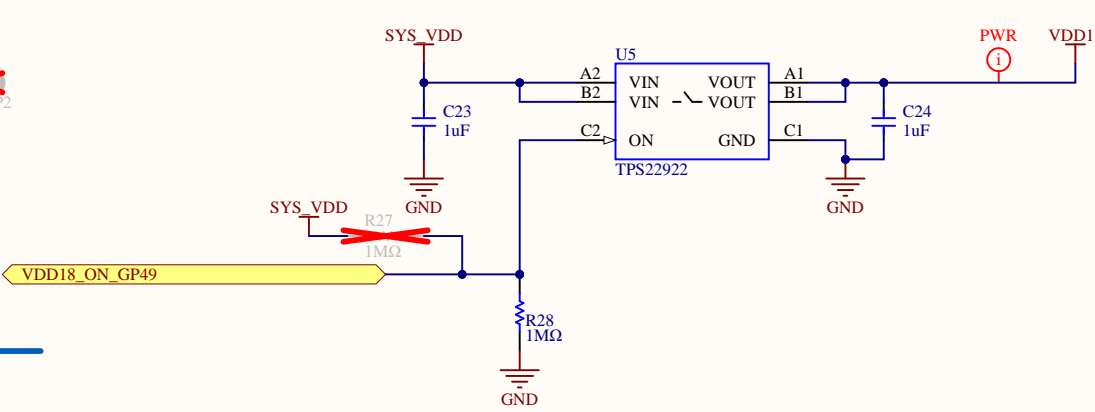 SYS_VDD
PWR
VDD1
i
U5
A2
VIN
VOUT
A1
B2
VIN
VOUT
B1
C23
1uF
C24
1uF
C2
ON
GND
C1
TPS22922
GND
GND
SYS_VDD
R27
1MΩ
VDD18_ON_GP49
R28
1MΩ
GND